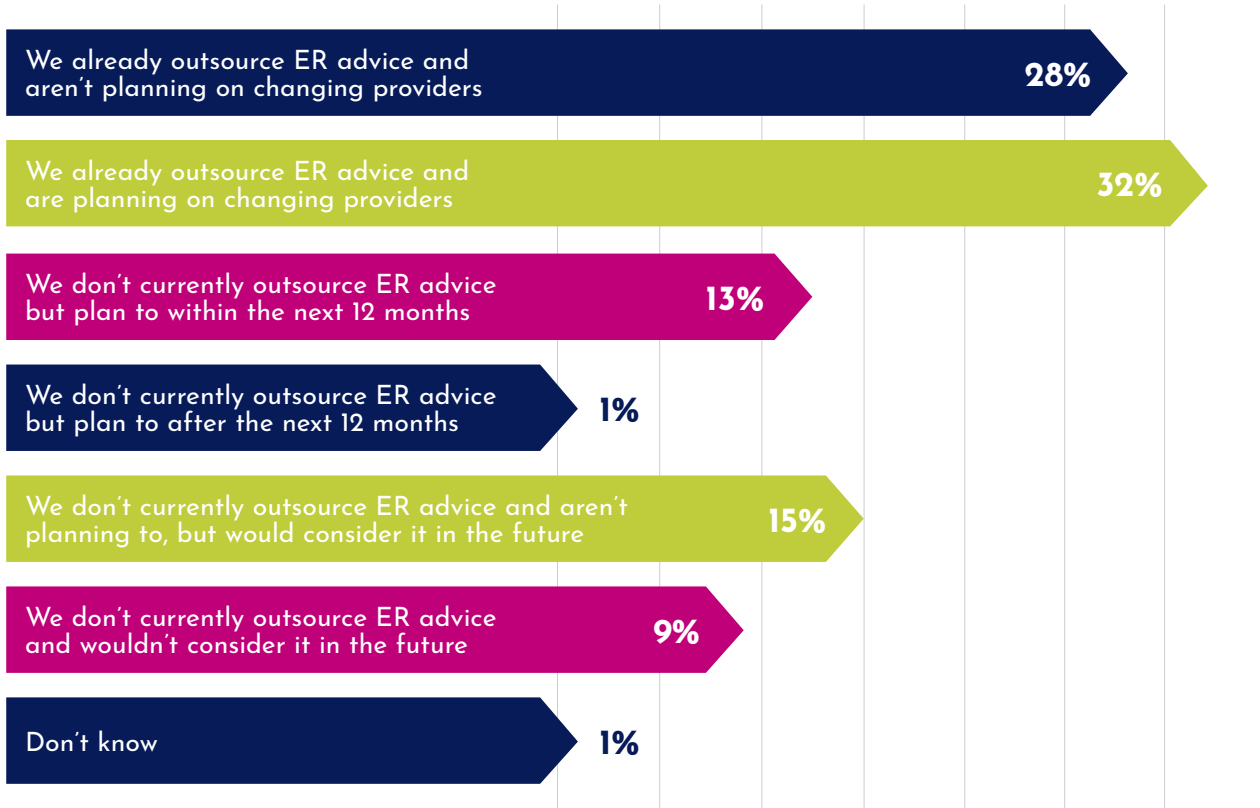 We already outsource ER advice and
aren't planning on changing providers
28%
We already outsource ER advice and
are planning on changing providers
32%
We don't currently outsource ER advice
but plan to within the next 12 months
13%
We don't currently outsource ER advice
but plan to after the next 12 months
1%
We don't currently outsource ER advice and aren't
planning to, but would consider it in the future
15%
We don't currently outsource ER advice
and wouldn't consider it in the future
9%
Don't know
1%